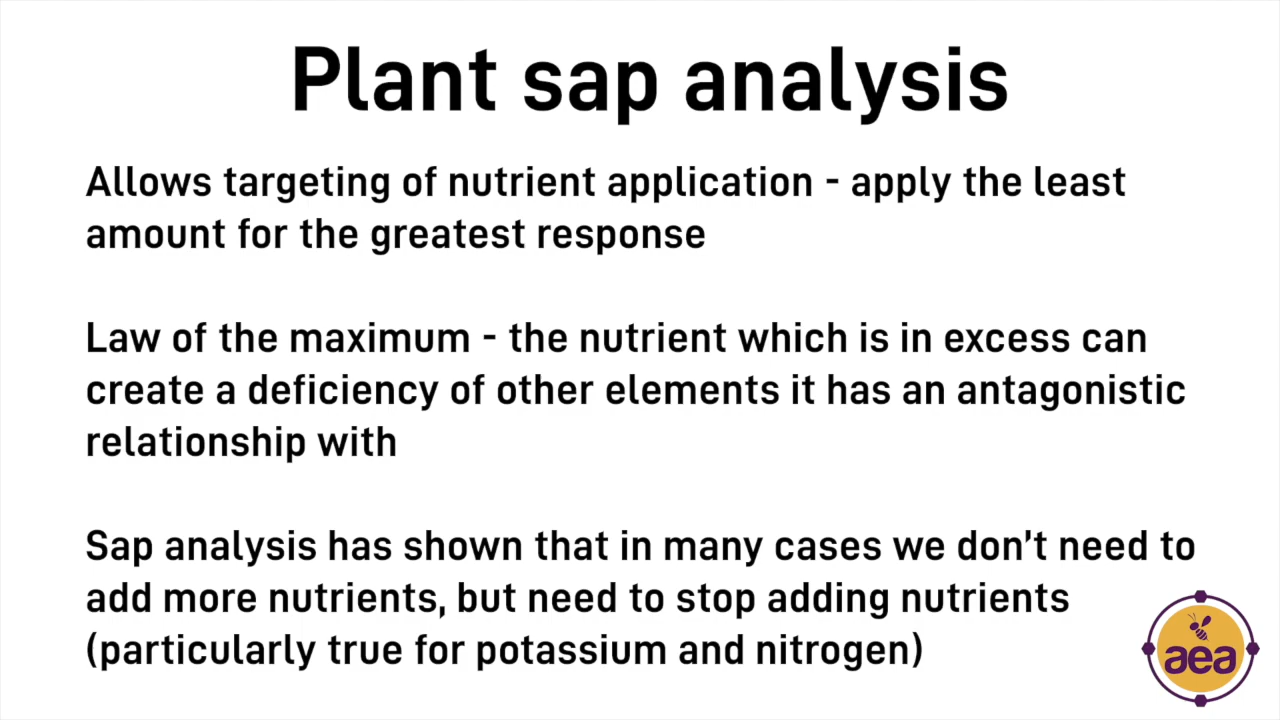 Plant sap analysis
Allows targeting of nutrient application - apply the least
amount for the greatest response
Law of the maximum - the nutrient which is in excess can
create a deficiency of other elements it has an antagonistic
relationship with
Sap analysis has shown that in many cases we don’t need to
add more nutrients, but need to stop adding nutrients
(particularly true for potassium and nitrogen)
aea